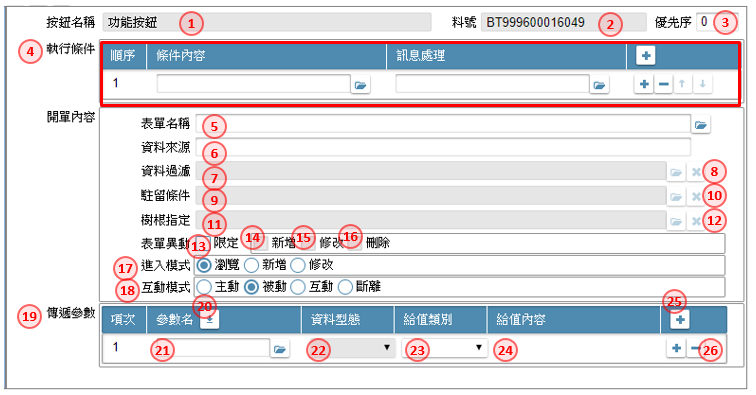 按鈕名稱 功能按鈕 1 料號 BT999600016049 2 優先序 0 3
4 執行條件
順序 條件內容 訊息處理
1
開單內容
表單名稱 5
資料來源 6
資料過濾 7 8
駐留條件 9 10
樹根指定 11 12
表單異動 13 限定 14 新增 15 修改 16 刪除
17 進入模式 瀏覽 新增 修改
18 互動模式 主動 被動 互動 斷離
19 傳遞參數
項次 參數名 20 資料型態 給值類別 給值內容 25
1 21 22 23 24 26